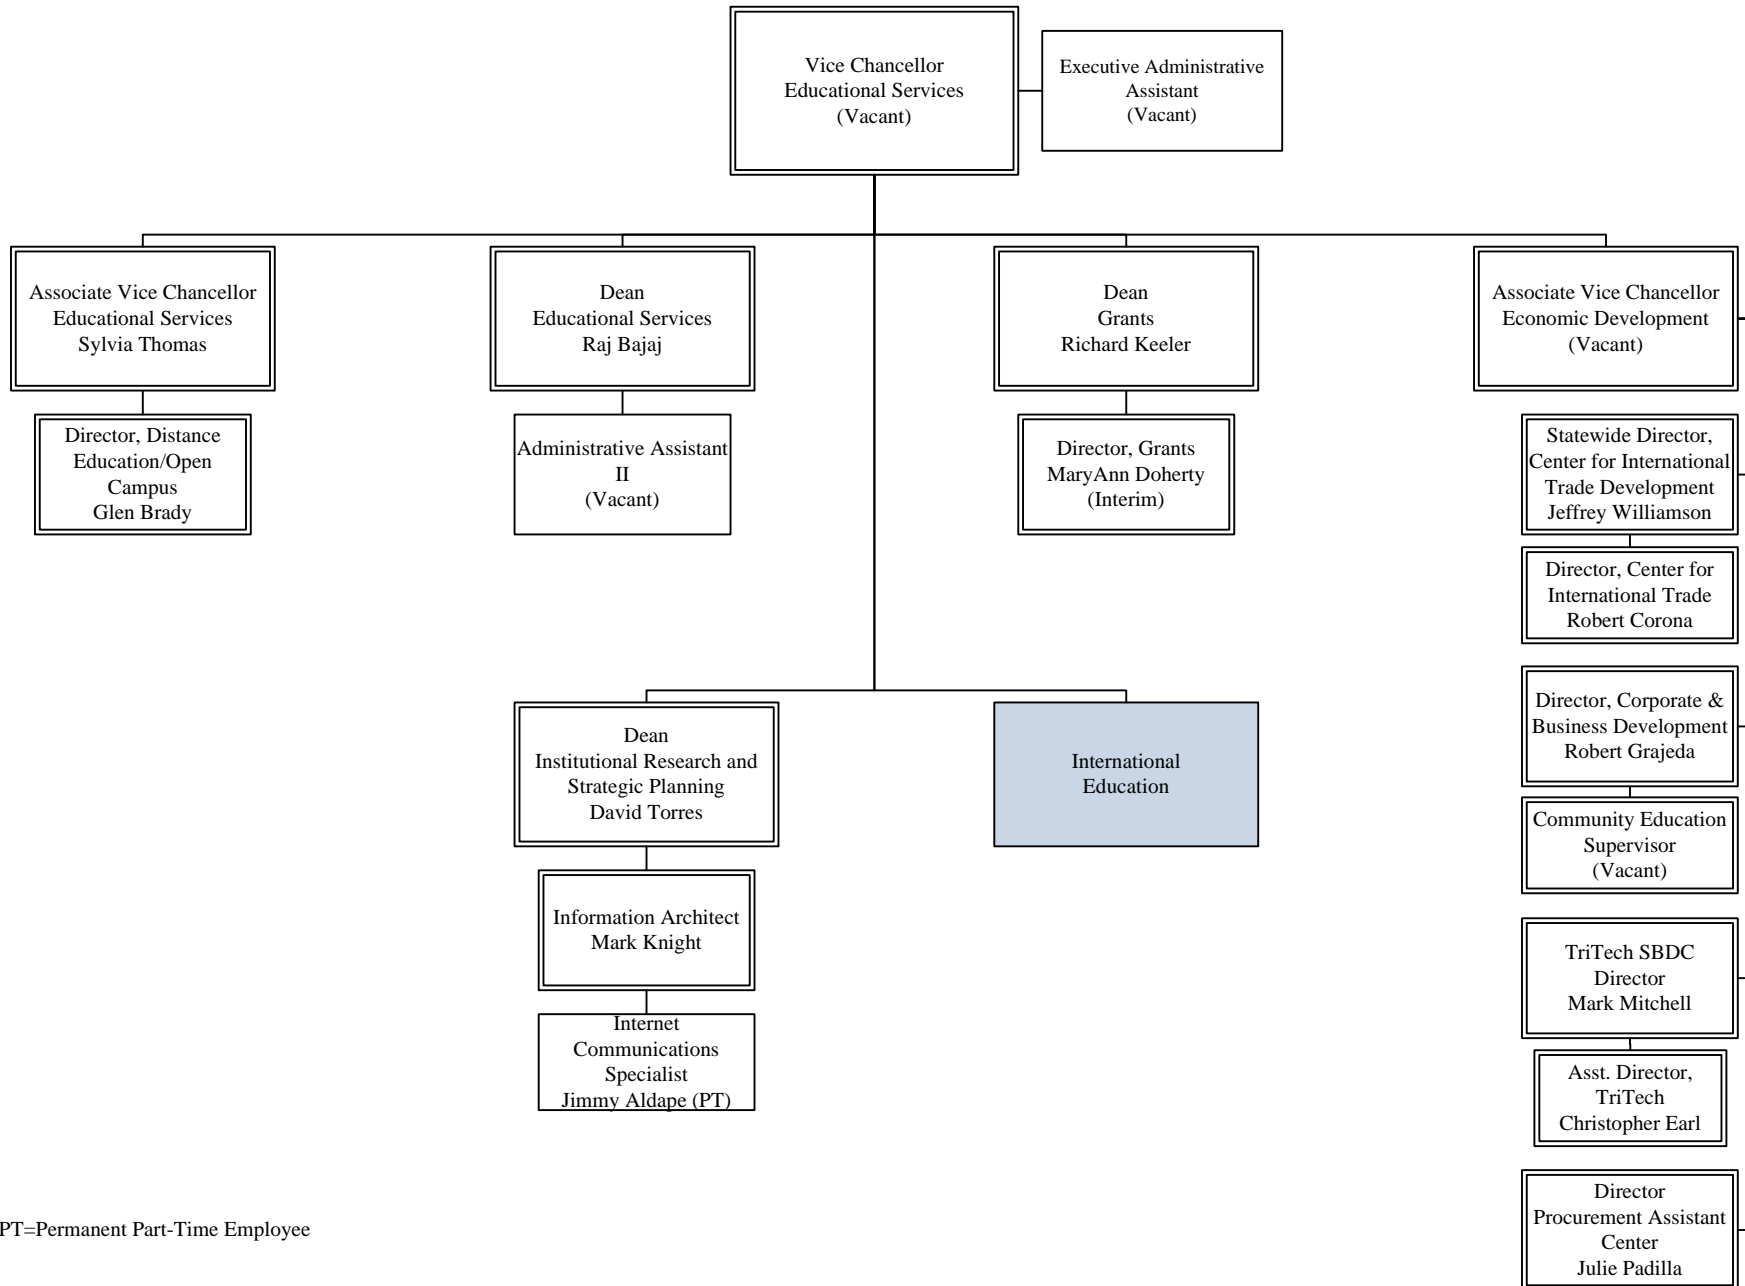 Vice Chancellor
Educational Services
(Vacant)
Executive Administrative
Assistant
(Vacant)
Associate Vice Chancellor
Educational Services
Sylvia Thomas
Dean
Educational Services
Raj Bajaj
Dean
Grants
Richard Keeler
Associate Vice Chancellor
Economic Development
(Vacant)
Director, Distance
Education/Open
Campus
Glen Brady
Administrative Assistant
II
(Vacant)
Director, Grants
MaryAnn Doherty
(Interim)
Statewide Director,
Center for International
Trade Development
Jeffrey Williamson
Director, Center for
International Trade
Robert Corona
Dean
Institutional Research and
Strategic Planning
David Torres
International
Education
Director, Corporate &
Business Development
Robert Grajeda
Community Education
Supervisor
(Vacant)
Information Architect
Mark Knight
Internet
Communications
Specialist
Jimmy Aldape (PT)
TriTech SBDC
Director
Mark Mitchell
Asst. Director,
TriTech
Christopher Earl
Director
Procurement Assistant
Center
Julie Padilla
PT=Permanent Part-Time Employee